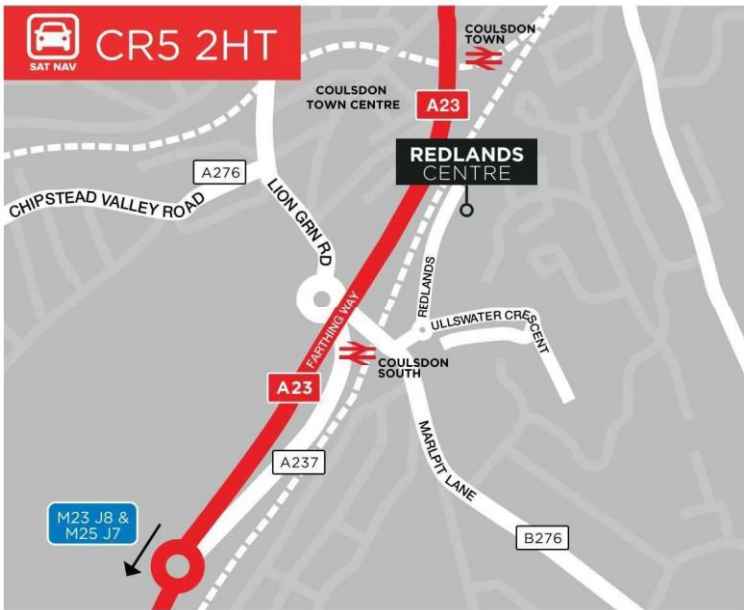 SAT NAV
CR5 2HT
COULSDON
TOWN
COULSDON
TOWN CENTRE
A23
REDLANDS
CENTRE
A276
CHIPSTEAD VALLEY ROAD
LION GRN RD
REDLANDS
ULLSWATER CRESCENT
FARTHING WAY
COULSDON
SOUTH
A23
MARLPIT LANE
A237
M23 J8 &
M25 J7
B276